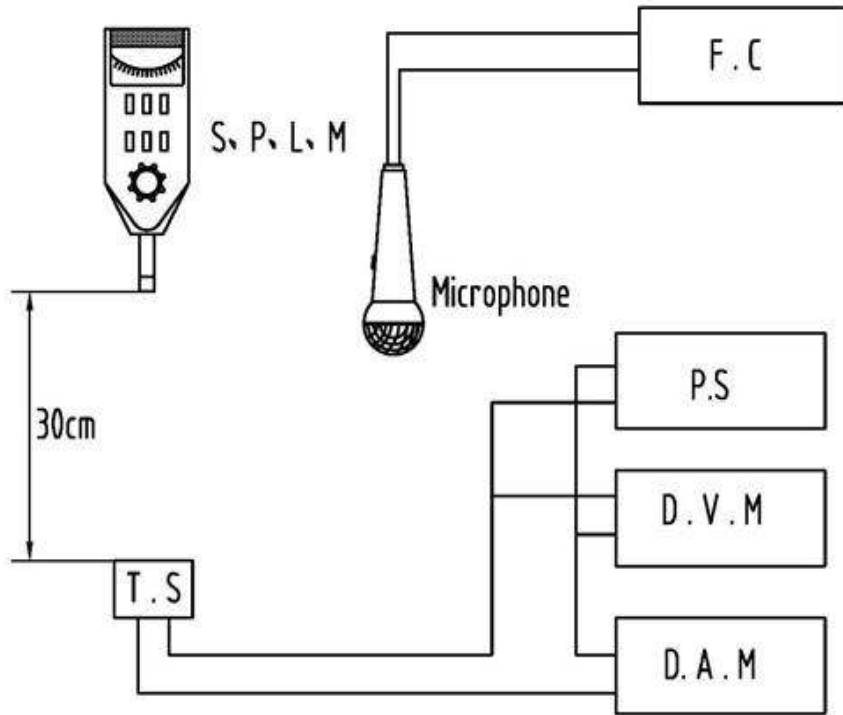 F.C
S、P、L、M
Microphone
P.S
30cm
D.V.M
T.S
D.A.M